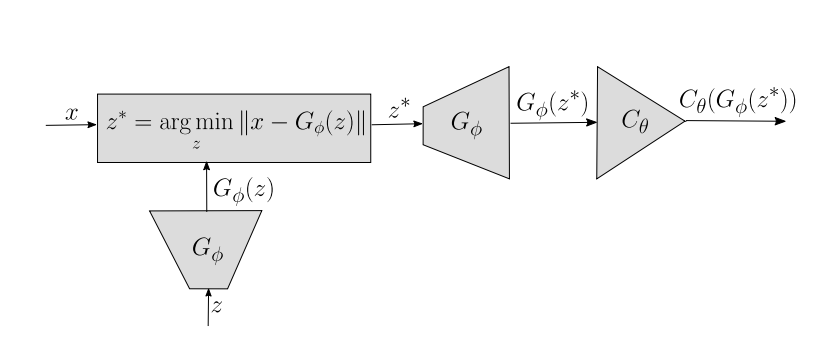 x
z* = arg min ‖x − G_ϕ(z)‖
z
z*
G_ϕ
G_ϕ(z*)
C_θ
C_θ(G_ϕ(z*))
G_ϕ(z)
G_ϕ
z